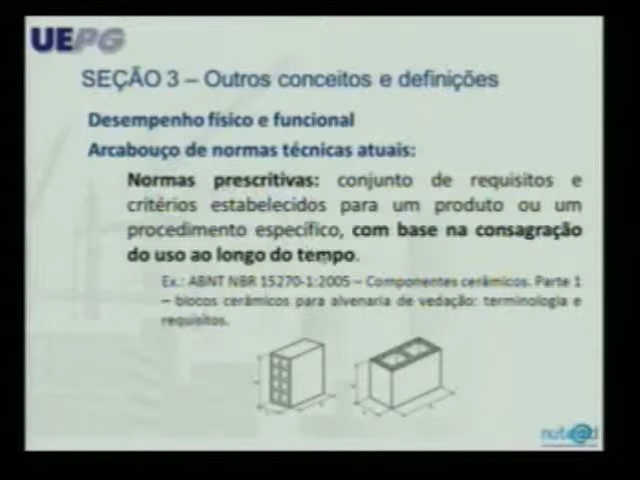 UEPG
SEÇÃO 3 – Outros conceitos e definições
Desempenho físico e funcional
Arcabouço de normas técnicas atuais:
Normas prescritivas: conjunto de requisitos e
critérios estabelecidos para um produto ou um
procedimento específico, com base na consagração
do uso ao longo do tempo.
Ex.: ABNT NBR 15270-1:2005 – Componentes cerâmicos. Parte 1
– blocos cerâmicos para alvenaria de vedação: terminologia e
requisitos.
nute@d